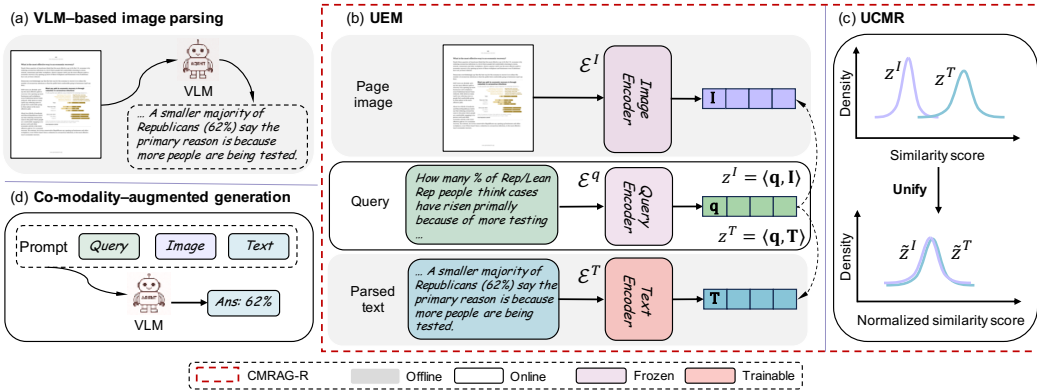 (a) VLM–based image parsing
VLM
… A smaller majority of
Republicans (62%) say the
primary reason is because
more people are being tested.
(d) Co-modality–augmented generation
Prompt
Query
Image
Text
VLM
Ans: 62%
(b) UEM
Page
image
ℰ^I
Image
Encoder
I
Query
How many % of Rep/Lean
Rep people think cases
have risen primally
because of more testing
…
ℰ^q
Query
Encoder
q
z^I = ⟨q, I⟩
z^T = ⟨q, T⟩
Parsed
text
… A smaller majority of
Republicans (62%) say the
primary reason is because
more people are being
tested.
ℰ^T
Text
Encoder
T
(c) UCMR
Density
z^I
z^T
Similarity score
Unify
Density
z̃^I
z̃^T
Normalized similarity score
CMRAG-R
Offline
Online
Frozen
Trainable